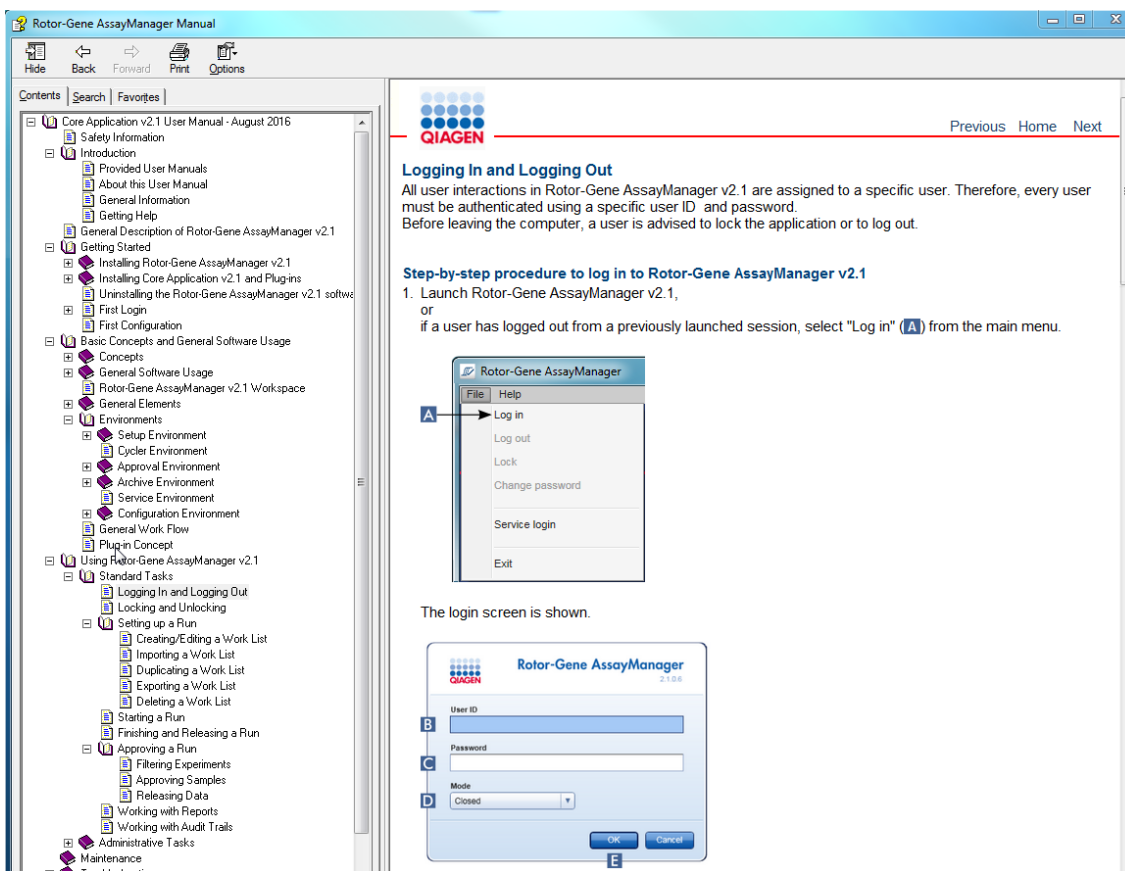 Rotor-Gene AssayManager Manual
Hide Back Forward Print Options
Contents Search Favorites
Core Application v2.1 User Manual - August 2016
Safety Information
Introduction
Provided User Manuals
About this User Manual
General Information
Getting Help
General Description of Rotor-Gene AssayManager v2.1
Getting Started
Installing Rotor-Gene AssayManager v2.1
Installing Core Application v2.1 and Plug-ins
Uninstalling the Rotor-Gene AssayManager v2.1 softwa
First Login
First Configuration
Basic Concepts and General Software Usage
Concepts
General Software Usage
Rotor-Gene AssayManager v2.1 Workspace
General Elements
Environments
Setup Environment
Cycler Environment
Approval Environment
Archive Environment
Service Environment
Configuration Environment
General Work Flow
Plug-in Concept
Using Rotor-Gene AssayManager v2.1
Standard Tasks
Logging In and Logging Out
Locking and Unlocking
Setting up a Run
Creating/Editing a Work List
Importing a Work List
Duplicating a Work List
Exporting a Work List
Deleting a Work List
Starting a Run
Finishing and Releasing a Run
Approving a Run
Filtering Experiments
Approving Samples
Releasing Data
Working with Reports
Working with Audit Trails
Administrative Tasks
Maintenance
QIAGEN
Previous Home Next
Logging In and Logging Out
All user interactions in Rotor-Gene AssayManager v2.1 are assigned to a specific user. Therefore, every user
must be authenticated using a specific user ID and password.
Before leaving the computer, a user is advised to lock the application or to log out.
Step-by-step procedure to log in to Rotor-Gene AssayManager v2.1
1. Launch Rotor-Gene AssayManager v2.1,
or
if a user has logged out from a previously launched session, select "Log in" (A) from the main menu.
Rotor-Gene AssayManager
File Help
A Log in
Log out
Lock
Change password
Service login
Exit
The login screen is shown.
QIAGEN
Rotor-Gene AssayManager
2.1.0.6
User ID
B
Password
C
Mode
D Closed
OK Cancel
E